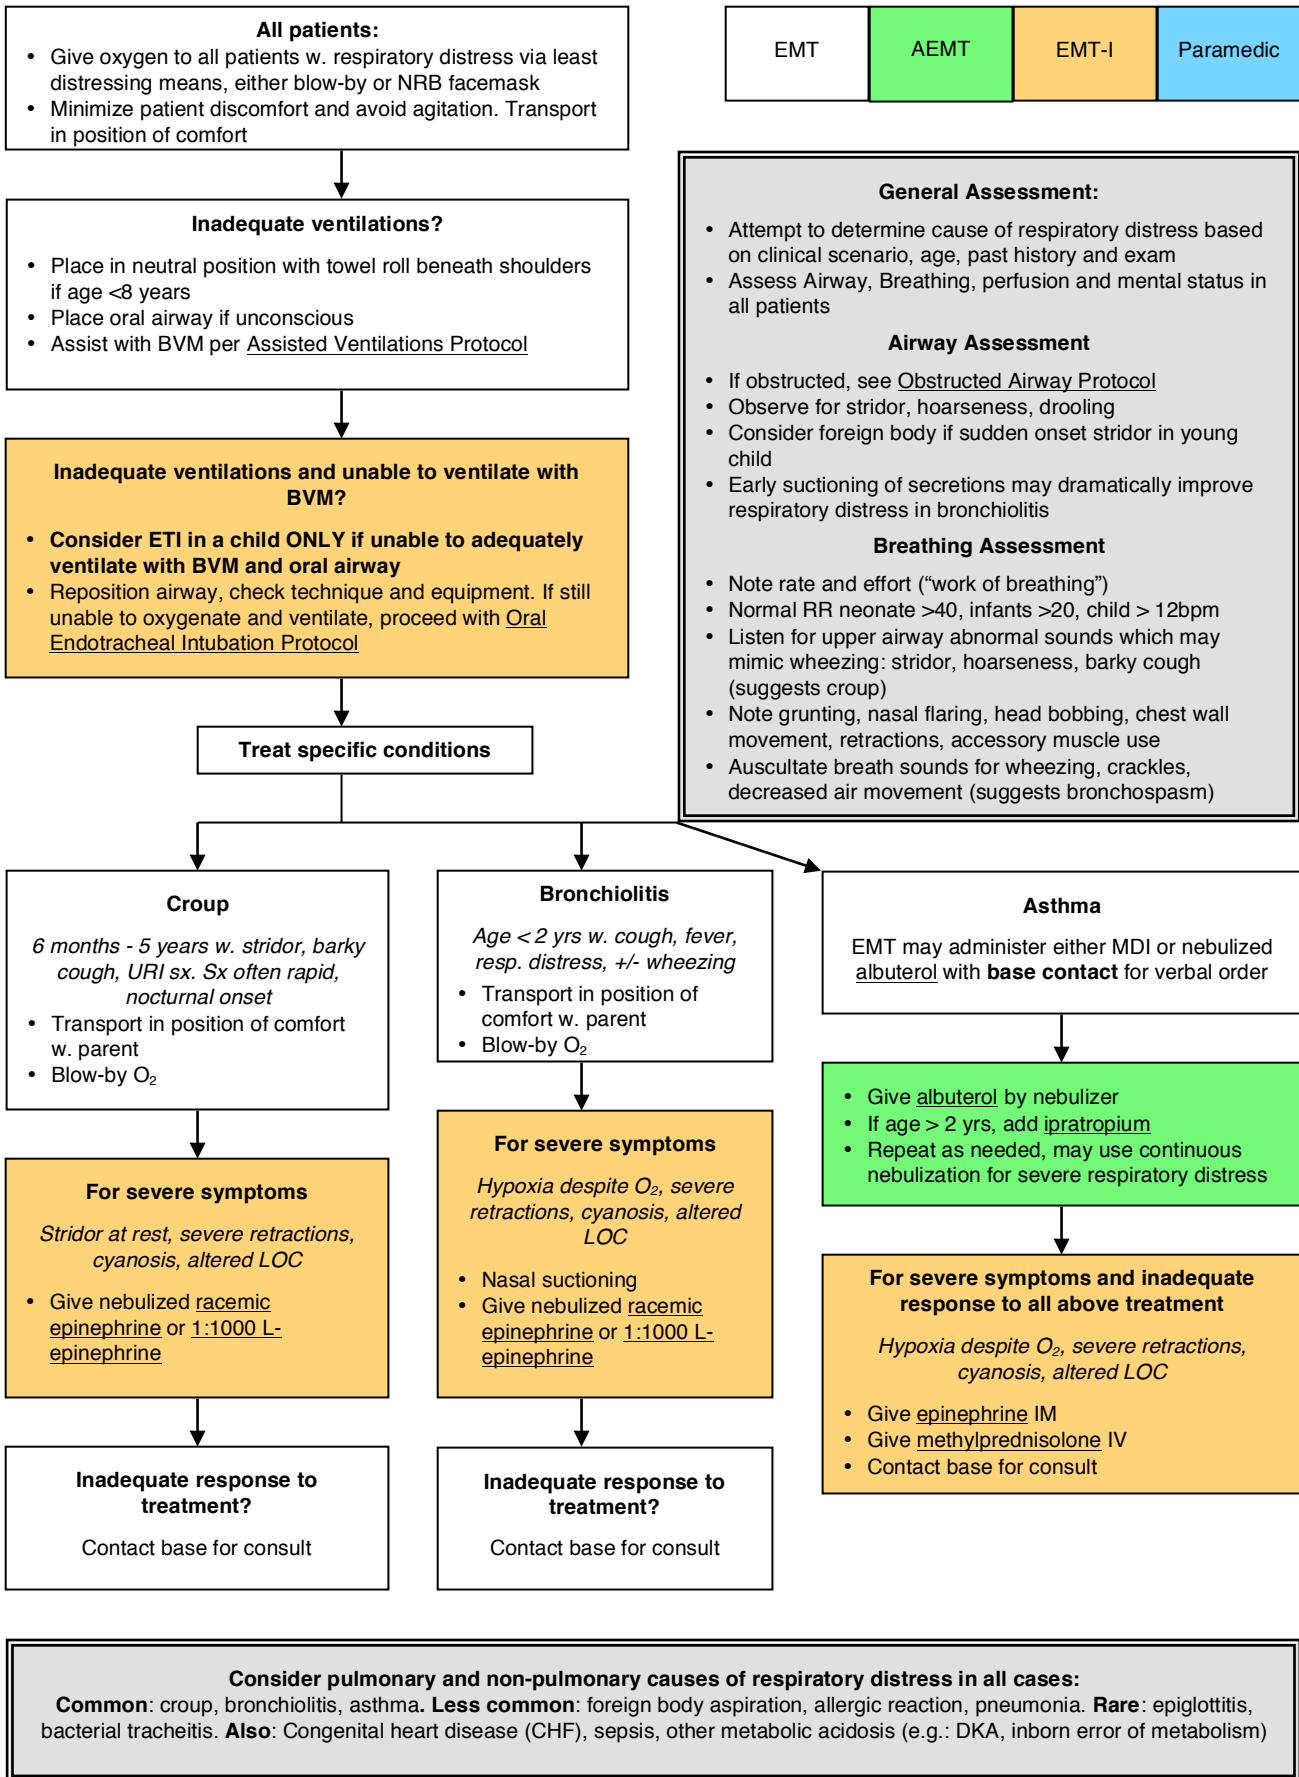 All patients:
• Give oxygen to all patients w. respiratory distress via least
distressing means, either blow-by or NRB facemask
• Minimize patient discomfort and avoid agitation. Transport
in position of comfort
EMT
AEMT
EMT-I
Paramedic
Inadequate ventilations?
• Place in neutral position with towel roll beneath shoulders
if age <8 years
• Place oral airway if unconscious
• Assist with BVM per Assisted Ventilations Protocol
Inadequate ventilations and unable to ventilate with
BVM?
• Consider ETI in a child ONLY if unable to adequately
ventilate with BVM and oral airway
• Reposition airway, check technique and equipment. If still
unable to oxygenate and ventilate, proceed with Oral
Endotracheal Intubation Protocol
General Assessment:
• Attempt to determine cause of respiratory distress based
on clinical scenario, age, past history and exam
• Assess Airway, Breathing, perfusion and mental status in
all patients
Airway Assessment
• If obstructed, see Obstructed Airway Protocol
• Observe for stridor, hoarseness, drooling
• Consider foreign body if sudden onset stridor in young
child
• Early suctioning of secretions may dramatically improve
respiratory distress in bronchiolitis
Breathing Assessment
• Note rate and effort (“work of breathing”)
• Normal RR neonate >40, infants >20, child > 12bpm
• Listen for upper airway abnormal sounds which may
mimic wheezing: stridor, hoarseness, barky cough
(suggests croup)
• Note grunting, nasal flaring, head bobbing, chest wall
movement, retractions, accessory muscle use
• Auscultate breath sounds for wheezing, crackles,
decreased air movement (suggests bronchospasm)
Treat specific conditions
Croup
6 months - 5 years w. stridor, barky
cough, URI sx. Sx often rapid,
nocturnal onset
• Transport in position of comfort
w. parent
• Blow-by O₂
For severe symptoms
Stridor at rest, severe retractions,
cyanosis, altered LOC
• Give nebulized racemic
epinephrine or 1:1000 L-
epinephrine
Inadequate response to
treatment?
Contact base for consult
Bronchiolitis
Age < 2 yrs w. cough, fever,
resp. distress, +/- wheezing
• Transport in position of
comfort w. parent
• Blow-by O₂
For severe symptoms
Hypoxia despite O₂, severe
retractions, cyanosis, altered
LOC
• Nasal suctioning
• Give nebulized racemic
epinephrine or 1:1000 L-
epinephrine
Inadequate response to
treatment?
Contact base for consult
Asthma
EMT may administer either MDI or nebulized
albuterol with base contact for verbal order
• Give albuterol by nebulizer
• If age > 2 yrs, add ipratropium
• Repeat as needed, may use continuous
nebulization for severe respiratory distress
For severe symptoms and inadequate
response to all above treatment
Hypoxia despite O₂, severe retractions,
cyanosis, altered LOC
• Give epinephrine IM
• Give methylprednisolone IV
• Contact base for consult
Consider pulmonary and non-pulmonary causes of respiratory distress in all cases:
Common: croup, bronchiolitis, asthma. Less common: foreign body aspiration, allergic reaction, pneumonia. Rare: epiglottitis,
bacterial tracheitis. Also: Congenital heart disease (CHF), sepsis, other metabolic acidosis (e.g.: DKA, inborn error of metabolism)